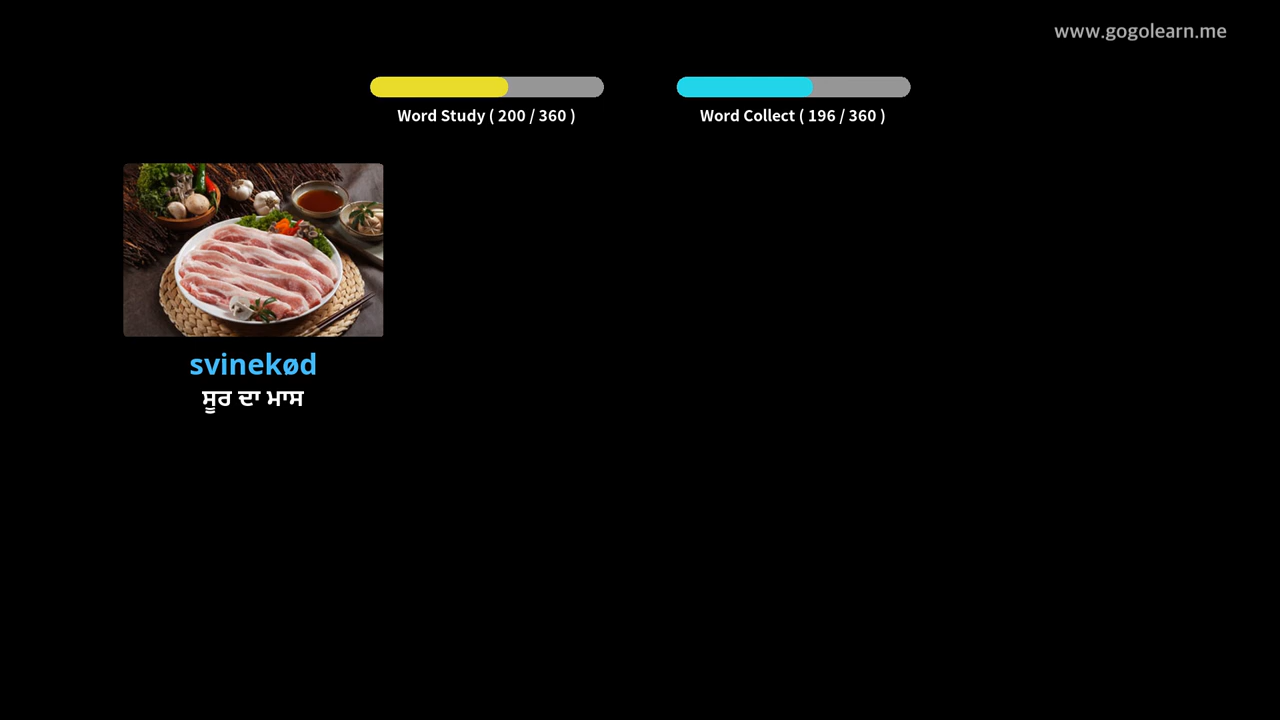 www.gogolearn.me
Word Study ( 200 / 360 )
Word Collect ( 196 / 360 )
svinekød
ਸੂਰ ਦਾ ਮਾਸ